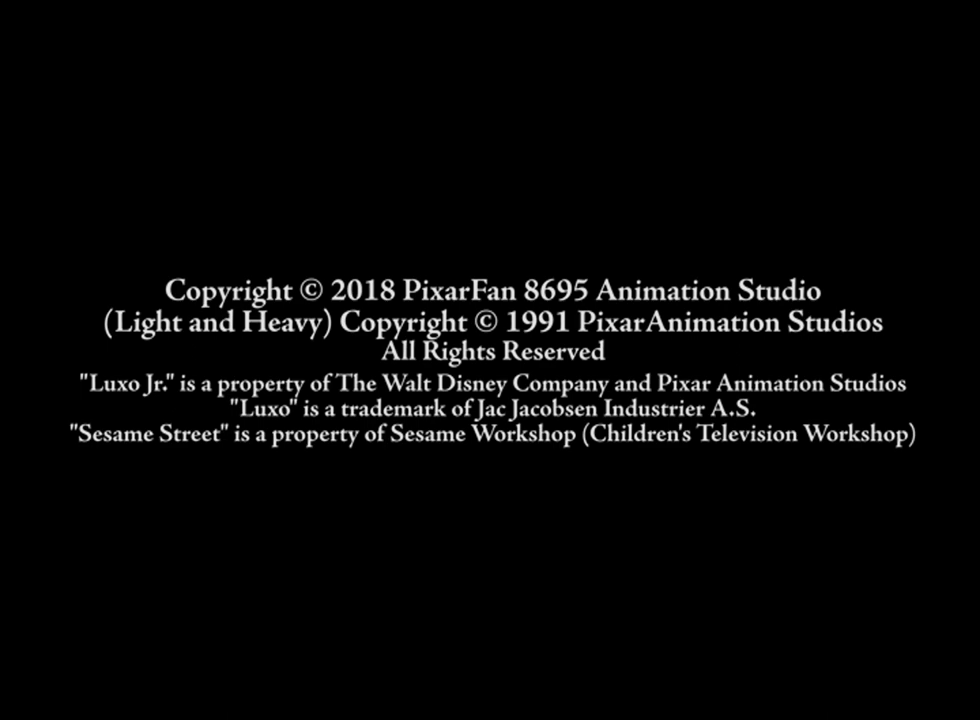 Copyright © 2018 PixarFan 8695 Animation Studio
(Light and Heavy) Copyright © 1991 PixarAnimation Studios
All Rights Reserved
"Luxo Jr." is a property of The Walt Disney Company and Pixar Animation Studios
"Luxo" is a trademark of Jac Jacobsen Industrier A.S.
"Sesame Street" is a property of Sesame Workshop (Children's Television Workshop)